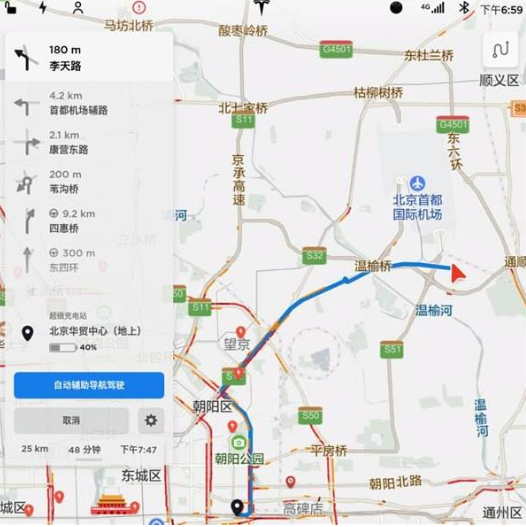 4G
下午6:59
180 m
李天路
4.2 km
首都机场辅路
2.1 km
康营东路
200 m
苇沟桥
9.2 km
四惠桥
300 m
东四环
超级充电站
北京华贸中心（地上）
40%
自动辅助导航驾驶
取消
25 km
48 分钟
下午7:47
马坊北桥
酸枣岭桥
G4501
东杜兰桥
顺义区
枯柳树桥
北七家桥
S11
G4501
京承高速
东六环
北京首都
国际机场
S32
温榆桥
通顺
温榆河
S11
望京
S51
朝阳区
S50
温榆河
朝阳公园
平房桥
东城区
朝阳北路
高碑店
通州区
城区